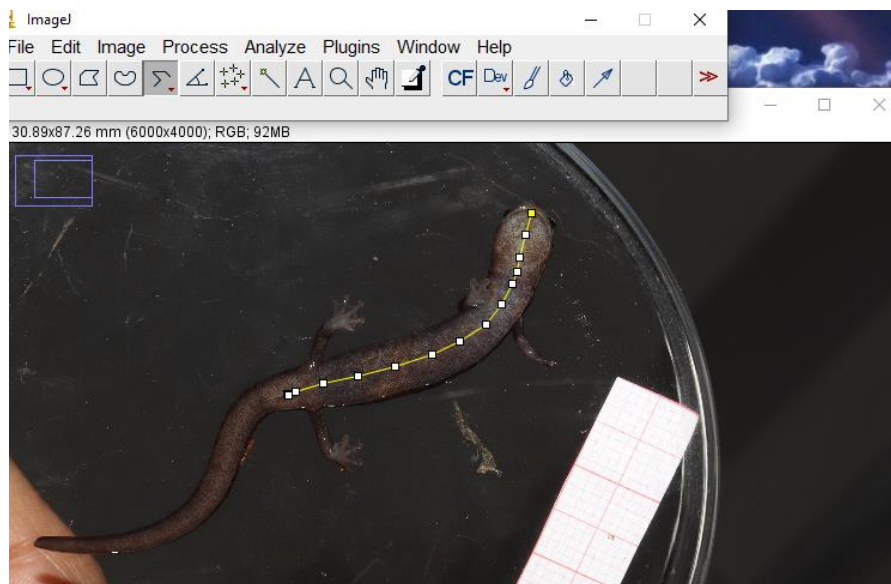 ImageJ
File Edit Image Process Analyze Plugins Window Help
A CF Dev >>
30.89x87.26 mm (6000x4000); RGB; 92MB